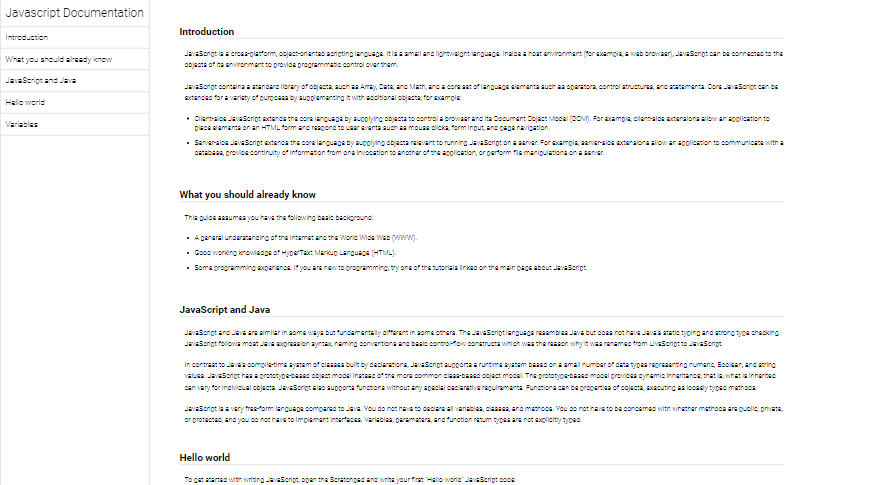 Javascript Documentation
Introduction
What you should already know
JavaScript and Java
Hello world
Variables
Introduction
JavaScript is a cross-platform, object-oriented scripting language. It is a small and lightweight language. Inside a host environment (for example, a web browser), JavaScript can be connected to the
objects of its environment to provide programmatic control over them.
JavaScript contains a standard library of objects, such as Array, Date, and Math, and a core set of language elements such as operators, control structures, and statements. Core JavaScript can be
extended for a variety of purposes by supplementing it with additional objects; for example:
• Client-side JavaScript extends the core language by supplying objects to control a browser and its Document Object Model (DOM). For example, client-side extensions allow an application to
place elements on an HTML form and respond to user events such as mouse clicks, form input, and page navigation.
• Server-side JavaScript extends the core language by supplying objects relevant to running JavaScript on a server. For example, server-side extensions allow an application to communicate with a
database, provide continuity of information from one invocation to another of the application, or perform file manipulations on a server.
What you should already know
This guide assumes you have the following basic background:
• A general understanding of the Internet and the World Wide Web (WWW).
• Good working knowledge of HyperText Markup Language (HTML).
• Some programming experience. If you are new to programming, try one of the tutorials linked on the main page about JavaScript.
JavaScript and Java
JavaScript and Java are similar in some ways but fundamentally different in some others. The JavaScript language resembles Java but does not have Java's static typing and strong type checking.
JavaScript follows most Java expression syntax, naming conventions and basic control-flow constructs which was the reason why it was renamed from LiveScript to JavaScript.
In contrast to Java's compile-time system of classes built by declarations, JavaScript supports a runtime system based on a small number of data types representing numeric, Boolean, and string
values. JavaScript has a prototype-based object model instead of the more common class-based object model. The prototype-based model provides dynamic inheritance; that is, what is inherited
can vary for individual objects. JavaScript also supports functions without any special declarative requirements. Functions can be properties of objects, executing as loosely typed methods.
JavaScript is a very free-form language compared to Java. You do not have to declare all variables, classes, and methods. You do not have to be concerned with whether methods are public, private,
or protected, and you do not have to implement interfaces. Variables, parameters, and function return types are not explicitly typed.
Hello world
To get started with writing JavaScript, open the Scratchpad and write your first "Hello world" JavaScript code: